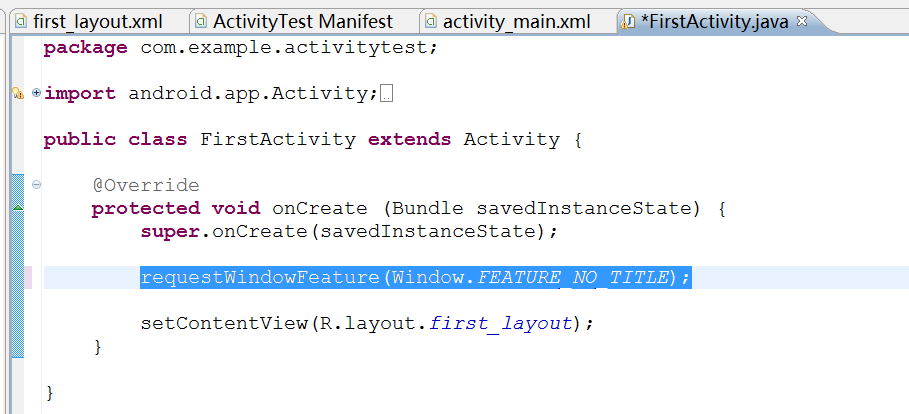 first_layout.xml
ActivityTest Manifest
activity_main.xml
*FirstActivity.java
package com.example.activitytest;
import android.app.Activity;
public class FirstActivity extends Activity {
@Override
protected void onCreate (Bundle savedInstanceState) {
super.onCreate(savedInstanceState);
requestWindowFeature(Window.FEATURE_NO_TITLE);
setContentView(R.layout.first_layout);
}
}